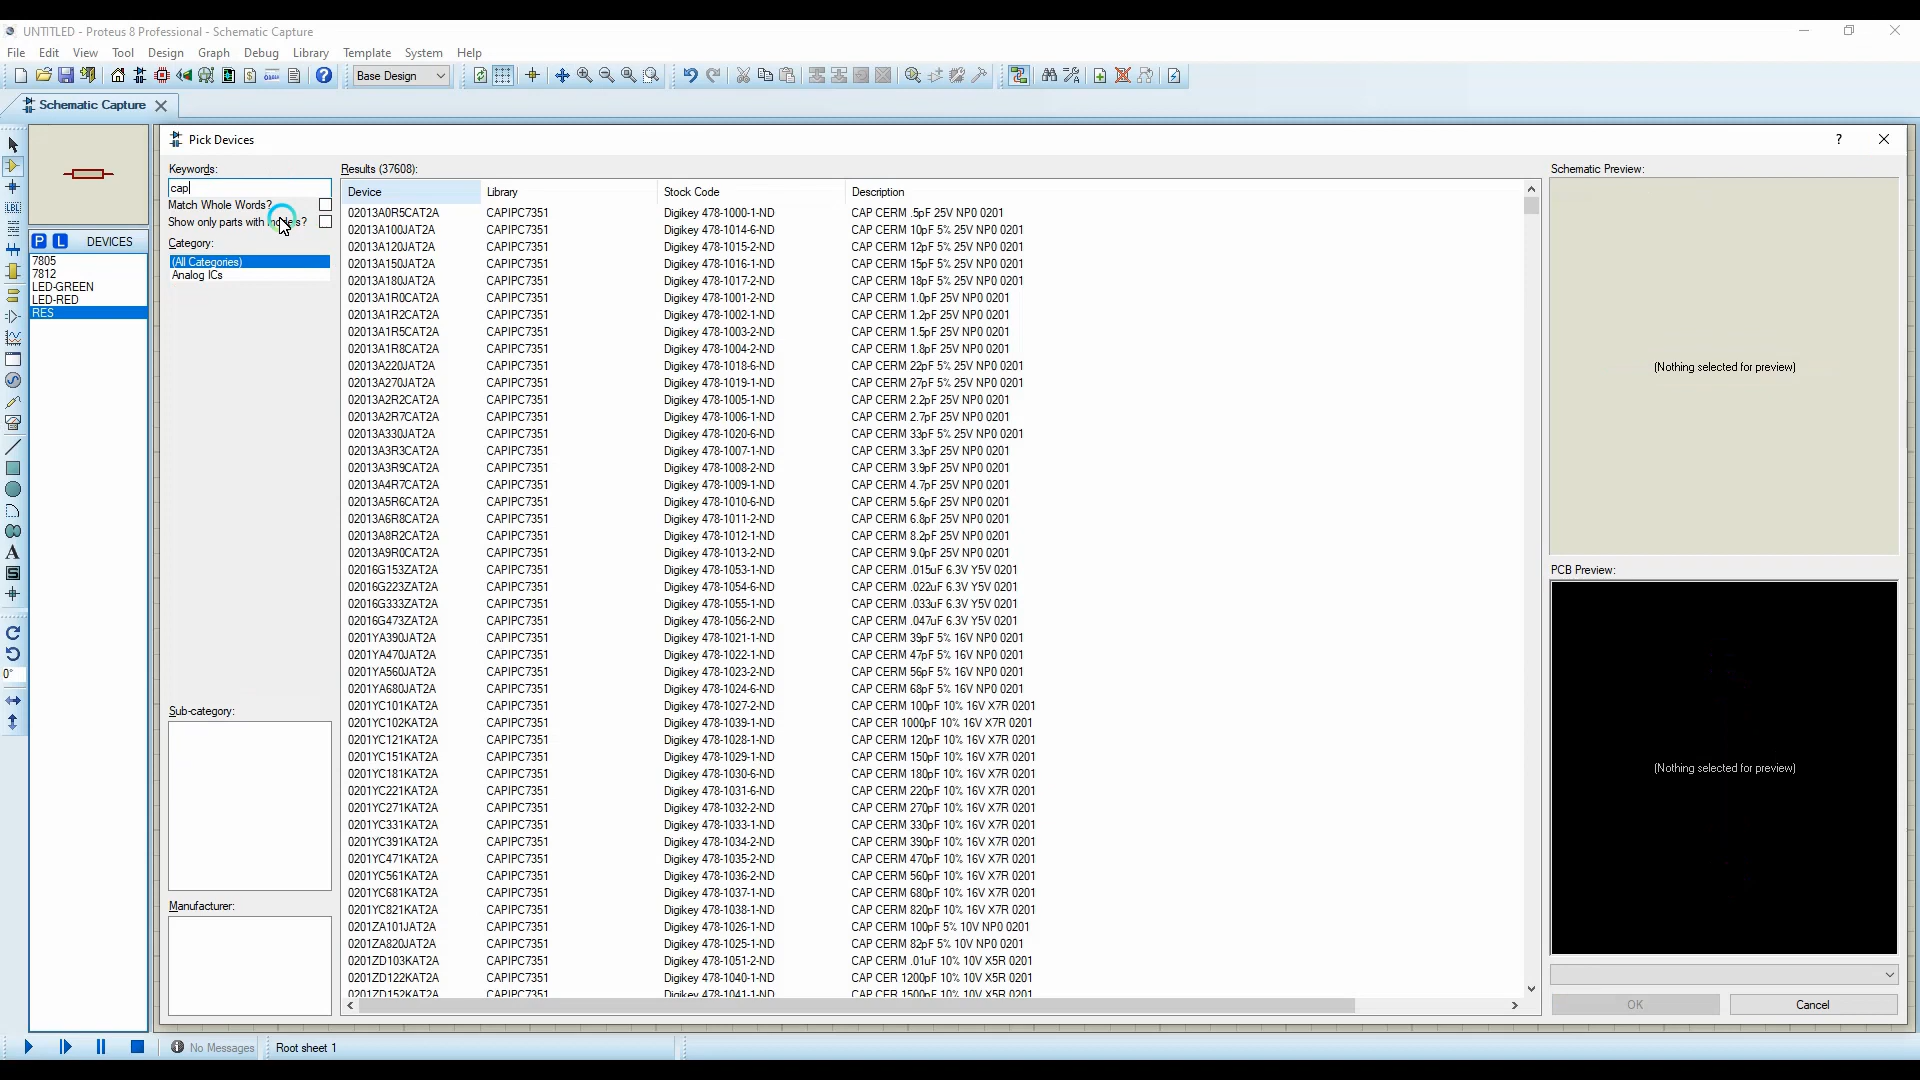 UNTITLED - Proteus 8 Professional - Schematic Capture
File Edit View Tool Design Graph Debug Library Template System Help
Base Design
Schematic Capture
Pick Devices
Keywords:
cap
Match Whole Words?
Show only parts with models?
Category:
(All Categories)
Analog ICs
Sub-category:
Manufacturer:
P L DEVICES
7805
7812
LED-GREEN
LED-RED
RES
0°
Results (37608):
Device Library Stock Code Description
02013A0R5CAT2A CAPIPC7351 Digikey 478-1000-1-ND CAP CERM .5pF 25V NP0 0201
02013A100JAT2A CAPIPC7351 Digikey 478-1014-6-ND CAP CERM 10pF 5% 25V NP0 0201
02013A120JAT2A CAPIPC7351 Digikey 478-1015-2-ND CAP CERM 12pF 5% 25V NP0 0201
02013A150JAT2A CAPIPC7351 Digikey 478-1016-1-ND CAP CERM 15pF 5% 25V NP0 0201
02013A180JAT2A CAPIPC7351 Digikey 478-1017-2-ND CAP CERM 18pF 5% 25V NP0 0201
02013A1R0CAT2A CAPIPC7351 Digikey 478-1001-2-ND CAP CERM 1.0pF 25V NP0 0201
02013A1R2CAT2A CAPIPC7351 Digikey 478-1002-1-ND CAP CERM 1.2pF 25V NP0 0201
02013A1R5CAT2A CAPIPC7351 Digikey 478-1003-2-ND CAP CERM 1.5pF 25V NP0 0201
02013A1R8CAT2A CAPIPC7351 Digikey 478-1004-2-ND CAP CERM 1.8pF 25V NP0 0201
02013A220JAT2A CAPIPC7351 Digikey 478-1018-6-ND CAP CERM 22pF 5% 25V NP0 0201
02013A270JAT2A CAPIPC7351 Digikey 478-1019-1-ND CAP CERM 27pF 5% 25V NP0 0201
02013A2R2CAT2A CAPIPC7351 Digikey 478-1005-1-ND CAP CERM 2.2pF 25V NP0 0201
02013A2R7CAT2A CAPIPC7351 Digikey 478-1006-1-ND CAP CERM 2.7pF 25V NP0 0201
02013A330JAT2A CAPIPC7351 Digikey 478-1020-6-ND CAP CERM 33pF 5% 25V NP0 0201
02013A3R3CAT2A CAPIPC7351 Digikey 478-1007-1-ND CAP CERM 3.3pF 25V NP0 0201
02013A3R9CAT2A CAPIPC7351 Digikey 478-1008-2-ND CAP CERM 3.9pF 25V NP0 0201
02013A4R7CAT2A CAPIPC7351 Digikey 478-1009-1-ND CAP CERM 4.7pF 25V NP0 0201
02013A5R6CAT2A CAPIPC7351 Digikey 478-1010-6-ND CAP CERM 5.6pF 25V NP0 0201
02013A6R8CAT2A CAPIPC7351 Digikey 478-1011-2-ND CAP CERM 6.8pF 25V NP0 0201
02013A8R2CAT2A CAPIPC7351 Digikey 478-1012-1-ND CAP CERM 8.2pF 25V NP0 0201
02013A9R0CAT2A CAPIPC7351 Digikey 478-1013-2-ND CAP CERM 9.0pF 25V NP0 0201
02016G153ZAT2A CAPIPC7351 Digikey 478-1053-1-ND CAP CERM .015uF 6.3V Y5V 0201
02016G223ZAT2A CAPIPC7351 Digikey 478-1054-6-ND CAP CERM .022uF 6.3V Y5V 0201
02016G333ZAT2A CAPIPC7351 Digikey 478-1055-1-ND CAP CERM .033uF 6.3V Y5V 0201
02016G473ZAT2A CAPIPC7351 Digikey 478-1056-2-ND CAP CERM .047uF 6.3V Y5V 0201
0201YA390JAT2A CAPIPC7351 Digikey 478-1021-1-ND CAP CERM 39pF 5% 16V NP0 0201
0201YA470JAT2A CAPIPC7351 Digikey 478-1022-1-ND CAP CERM 47pF 5% 16V NP0 0201
0201YA560JAT2A CAPIPC7351 Digikey 478-1023-2-ND CAP CERM 56pF 5% 16V NP0 0201
0201YA680JAT2A CAPIPC7351 Digikey 478-1024-6-ND CAP CERM 68pF 5% 16V NP0 0201
0201YC101KAT2A CAPIPC7351 Digikey 478-1027-2-ND CAP CERM 100pF 10% 16V X7R 0201
0201YC102KAT2A CAPIPC7351 Digikey 478-1039-1-ND CAP CER 1000pF 10% 16V X7R 0201
0201YC121KAT2A CAPIPC7351 Digikey 478-1028-1-ND CAP CERM 120pF 10% 16V X7R 0201
0201YC151KAT2A CAPIPC7351 Digikey 478-1029-1-ND CAP CERM 150pF 10% 16V X7R 0201
0201YC181KAT2A CAPIPC7351 Digikey 478-1030-6-ND CAP CERM 180pF 10% 16V X7R 0201
0201YC221KAT2A CAPIPC7351 Digikey 478-1031-6-ND CAP CERM 220pF 10% 16V X7R 0201
0201YC271KAT2A CAPIPC7351 Digikey 478-1032-2-ND CAP CERM 270pF 10% 16V X7R 0201
0201YC331KAT2A CAPIPC7351 Digikey 478-1033-1-ND CAP CERM 330pF 10% 16V X7R 0201
0201YC391KAT2A CAPIPC7351 Digikey 478-1034-2-ND CAP CERM 390pF 10% 16V X7R 0201
0201YC471KAT2A CAPIPC7351 Digikey 478-1035-2-ND CAP CERM 470pF 10% 16V X7R 0201
0201YC561KAT2A CAPIPC7351 Digikey 478-1036-2-ND CAP CERM 560pF 10% 16V X7R 0201
0201YC681KAT2A CAPIPC7351 Digikey 478-1037-1-ND CAP CERM 680pF 10% 16V X7R 0201
0201YC821KAT2A CAPIPC7351 Digikey 478-1038-1-ND CAP CERM 820pF 10% 16V X7R 0201
0201ZA101JAT2A CAPIPC7351 Digikey 478-1026-1-ND CAP CERM 100pF 5% 10V NP0 0201
0201ZA820JAT2A CAPIPC7351 Digikey 478-1025-1-ND CAP CERM 82pF 5% 10V NP0 0201
0201ZD103KAT2A CAPIPC7351 Digikey 478-1051-2-ND CAP CERM .01uF 10% 10V X5R 0201
0201ZD122KAT2A CAPIPC7351 Digikey 478-1040-1-ND CAP CER 1200pF 10% 10V X5R 0201
0201ZD152KAT2A CAPIPC7351 Digikey 478-1041-1-ND CAP CER 1500pF 10% 10V X5R 0201
Schematic Preview:
(Nothing selected for preview)
PCB Preview:
(Nothing selected for preview)
OK Cancel
No Messages Root sheet 1